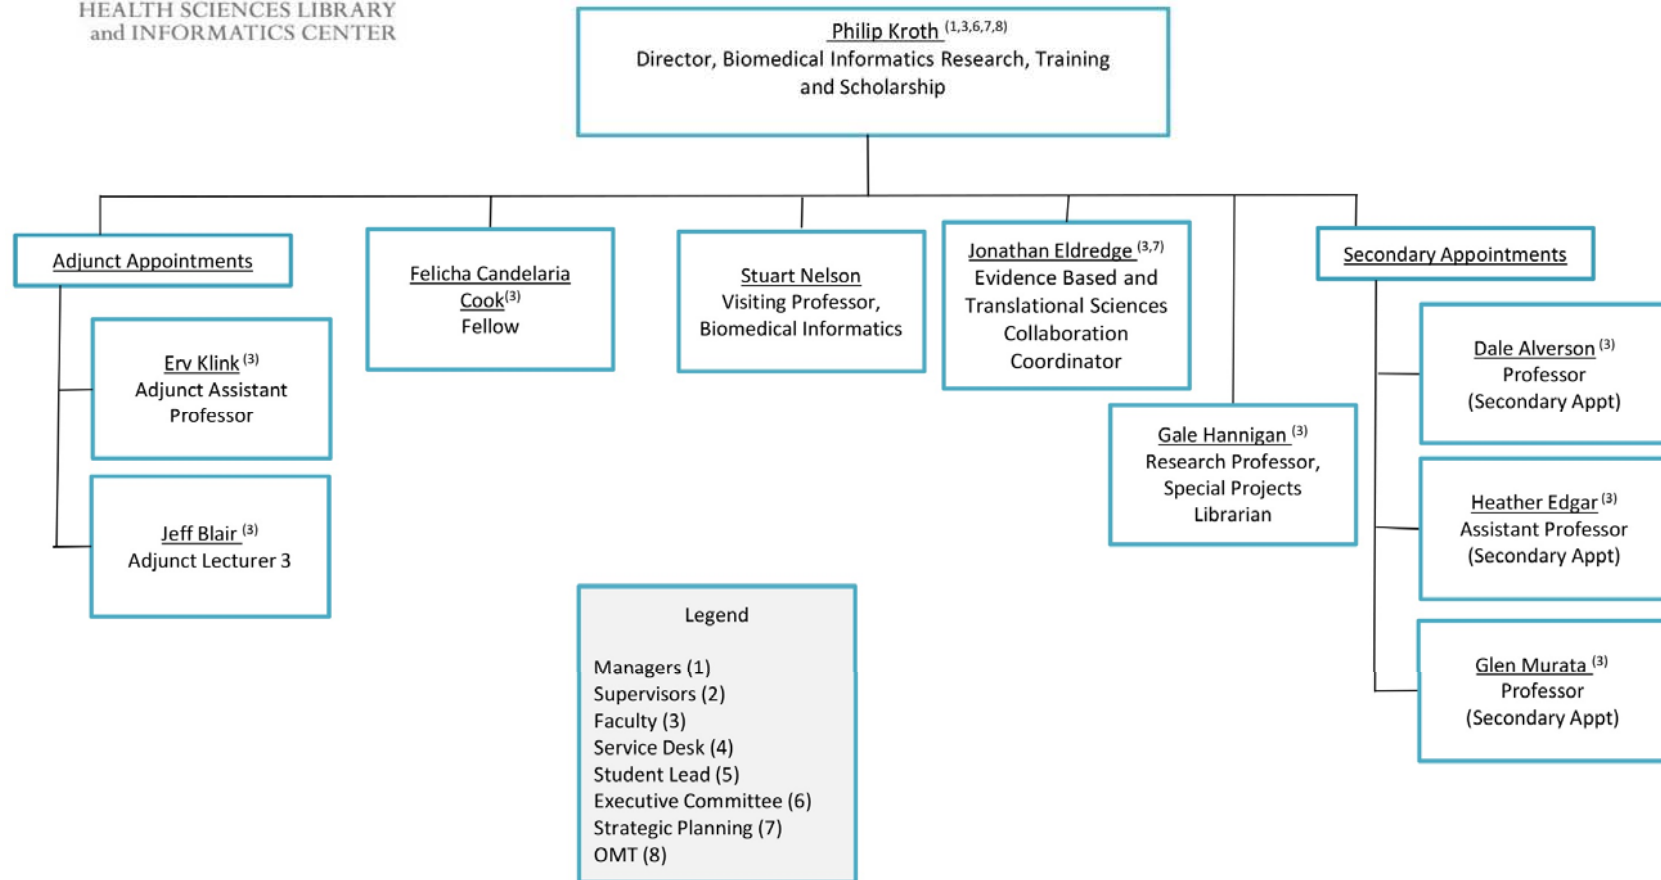 HEALTH SCIENCES LIBRARY
and INFORMATICS CENTER
Philip Kroth (1,3,6,7,8)
Director, Biomedical Informatics Research, Training
and Scholarship
Adjunct Appointments
Erv Klink (3)
Adjunct Assistant
Professor
Jeff Blair (3)
Adjunct Lecturer 3
Felicha Candelaria
Cook(3)
Fellow
Stuart Nelson
Visiting Professor,
Biomedical Informatics
Jonathan Eldredge (3,7)
Evidence Based and
Translational Sciences
Collaboration
Coordinator
Gale Hannigan (3)
Research Professor,
Special Projects
Librarian
Secondary Appointments
Dale Alverson (3)
Professor
(Secondary Appt)
Heather Edgar (3)
Assistant Professor
(Secondary Appt)
Glen Murata (3)
Professor
(Secondary Appt)
Legend
Managers (1)
Supervisors (2)
Faculty (3)
Service Desk (4)
Student Lead (5)
Executive Committee (6)
Strategic Planning (7)
OMT (8)